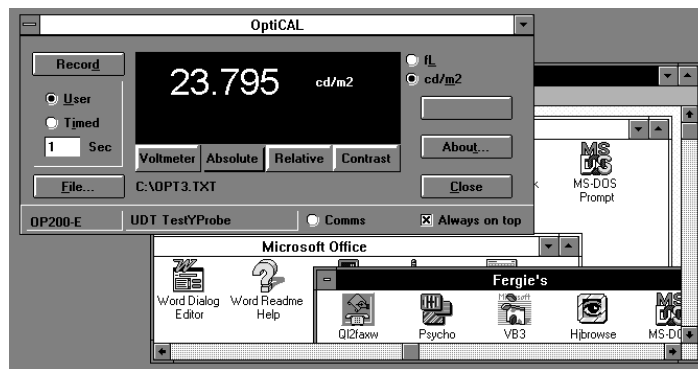 OptiCAL
Record
User
Timed
1 Sec
File...
23.795 cd/m2
Voltmeter Absolute Relative Contrast
C:\OPT3.TXT
fL
cd/m2
About...
Close
OP200-E UDT TestYProbe Comms Always on top
MS-DOS
Prompt
Microsoft Office
Word Dialog
Editor
Word Readme
Help
Fergie's
QI2faxw Psycho VB3 Hjbrowse MS-D